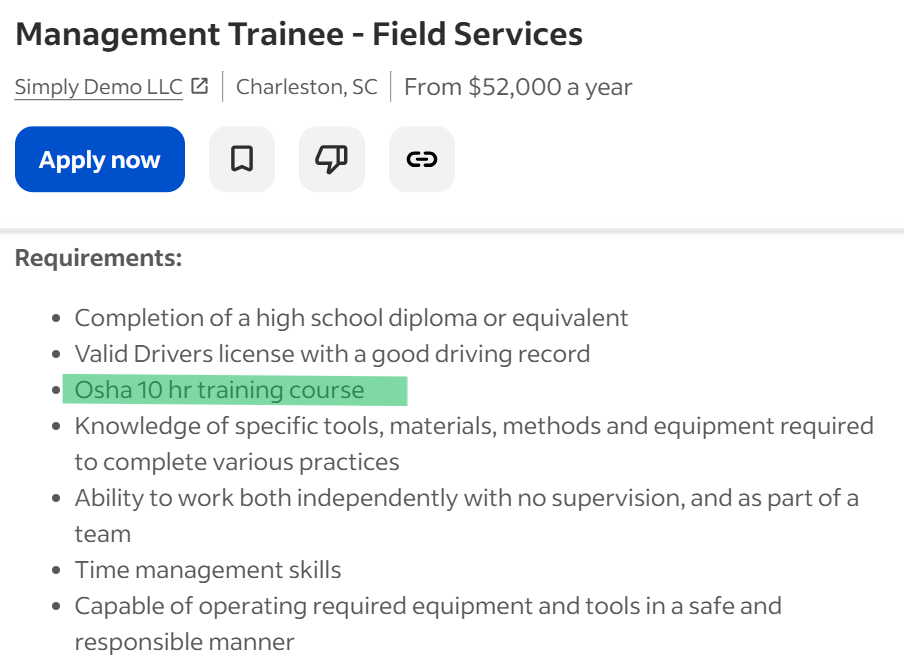 Management Trainee - Field Services
Simply Demo LLC | Charleston, SC | From $52,000 a year
Apply now
Requirements:
• Completion of a high school diploma or equivalent
• Valid Drivers license with a good driving record
• Osha 10 hr training course
• Knowledge of specific tools, materials, methods and equipment required
to complete various practices
• Ability to work both independently with no supervision, and as part of a
team
• Time management skills
• Capable of operating required equipment and tools in a safe and
responsible manner